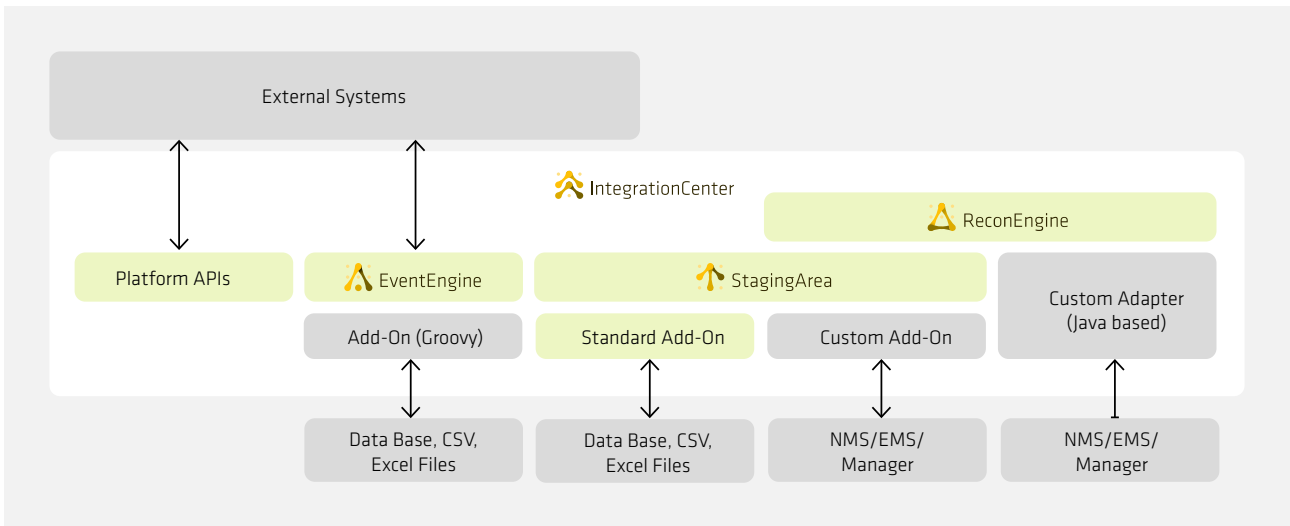 External Systems
IntegrationCenter
ReconEngine
Platform APIs
EventEngine
StagingArea
Custom Adapter
(Java based)
Add-On (Groovy)
Standard Add-On
Custom Add-On
Data Base, CSV,
Excel Files
Data Base, CSV,
Excel Files
NMS/EMS/
Manager
NMS/EMS/
Manager